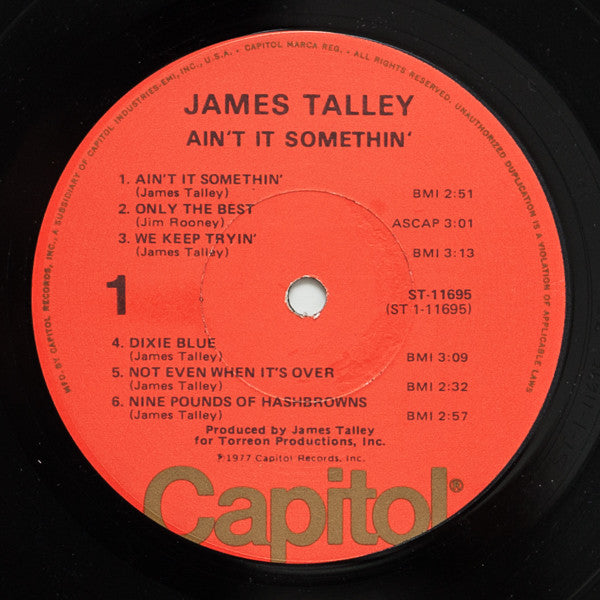 MFD. BY CAPITOL RECORDS, INC., A SUBSIDIARY OF CAPITOL INDUSTRIES-EMI, INC., U.S.A. · CAPITOL MARCA REG. · ALL RIGHTS RESERVED. UNAUTHORIZED DUPLICATION IS A VIOLATION OF APPLICABLE LAWS
JAMES TALLEY
AIN'T IT SOMETHIN'
1. AIN'T IT SOMETHIN'
(James Talley) BMI 2:51
2. ONLY THE BEST
(Jim Rooney) ASCAP 3:01
3. WE KEEP TRYIN'
(James Talley) BMI 3:13
1
ST-11695
(ST 1-11695)
4. DIXIE BLUE
(James Talley) BMI 3:09
5. NOT EVEN WHEN IT'S OVER
(James Talley) BMI 2:32
6. NINE POUNDS OF HASHBROWNS
(James Talley) BMI 2:57
Produced by James Talley
for Torreon Productions, Inc.
℗1977 Capitol Records, Inc.
Capitol®